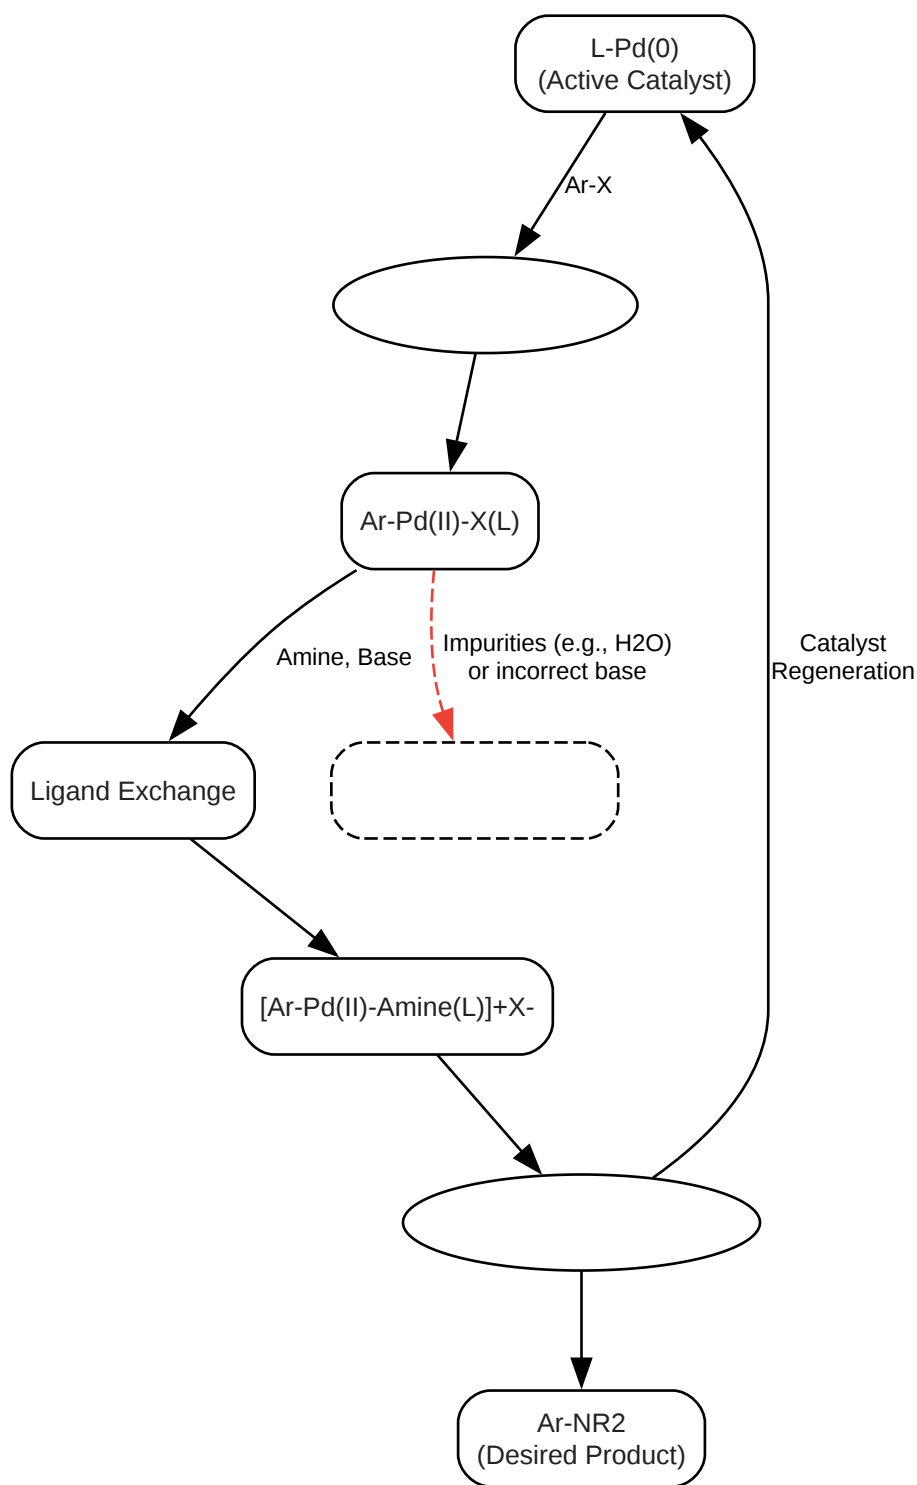 L-Pd(0)
(Active Catalyst)
Ar-X
Ar-Pd(II)-X(L)
Amine, Base
Impurities (e.g., H2O)
or incorrect base
Catalyst
Regeneration
Ligand Exchange
[Ar-Pd(II)-Amine(L)]+X-
Ar-NR2
(Desired Product)